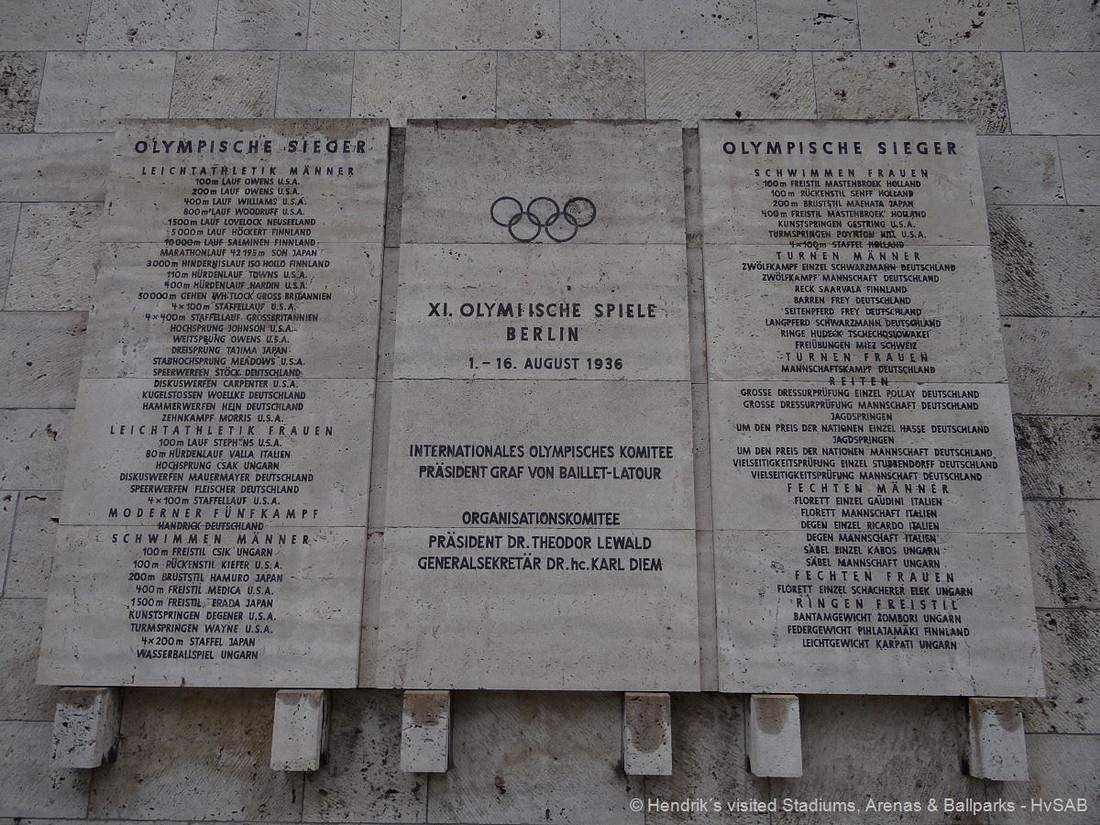 OLYMPISCHE SIEGER
LEICHTATHLETIK MÄNNER
100m LAUF OWENS U.S.A.
200m LAUF OWENS U.S.A.
400m LAUF WILLIAMS U.S.A.
800m LAUF WOODRUFF U.S.A.
1500m LAUF LOVELOCK NEUSEELAND
5000m LAUF HÖCKERT FINNLAND
10000m LAUF SALMINEN FINNLAND
MARATHONLAUF 42195m SON JAPAN
3000m HINDERNISLAUF ISO HOLLO FINNLAND
110m HÜRDENLAUF TOWNS U.S.A.
400m HÜRDENLAUF HARDIN U.S.A.
50000m GEHEN WHITLOCK GROSS BRITANNIEN
4×100m STAFFELLAUF U.S.A.
4×400m STAFFELLAUF GROSSBRITANNIEN
HOCHSPRUNG JOHNSON U.S.A.
WEITSPRUNG OWENS U.S.A.
DREISPRUNG TAJIMA JAPAN
STABHOCHSPRUNG MEADOWS U.S.A.
SPEERWERFEN STÖCK DEUTSCHLAND
DISKUSWERFEN CARPENTER U.S.A.
KUGELSTOSSEN WOELLKE DEUTSCHLAND
HAMMERWERFEN HEIN DEUTSCHLAND
ZEHNKAMPF MORRIS U.S.A.
LEICHTATHLETIK FRAUEN
100m LAUF STEPHENS U.S.A.
80m HÜRDENLAUF VALLA ITALIEN
HOCHSPRUNG CSAK UNGARN
DISKUSWERFEN MAUERMAYER DEUTSCHLAND
SPEERWERFEN FLEISCHER DEUTSCHLAND
4×100m STAFFELLAUF U.S.A.
MODERNER FÜNFKAMPF
HANDRICK DEUTSCHLAND
SCHWIMMEN MÄNNER
100m FREISTIL CSIK UNGARN
100m RÜCKENSTIL KIEFER U.S.A.
200m BRUSTSTIL HAMURO JAPAN
400m FREISTIL MEDICA U.S.A.
1500m FREISTIL TERADA JAPAN
KUNSTSPRINGEN DEGENER U.S.A.
TURMSPRINGEN WAYNE U.S.A.
4×200m STAFFEL JAPAN
WASSERBALLSPIEL UNGARN
XI. OLYMPISCHE SPIELE
BERLIN
1.–16. AUGUST 1936
INTERNATIONALES OLYMPISCHES KOMITEE
PRÄSIDENT GRAF VON BAILLET-LATOUR
ORGANISATIONSKOMITEE
PRÄSIDENT DR. THEODOR LEWALD
GENERALSEKRETÄR DR. hc. KARL DIEM
OLYMPISCHE SIEGER
SCHWIMMEN FRAUEN
100m FREISTIL MASTENBROEK HOLLAND
100m RÜCKENSTIL SENFF HOLLAND
200m BRUSTSTIL MAEHATA JAPAN
400m FREISTIL MASTENBROEK HOLLAND
KUNSTSPRINGEN GESTRING U.S.A.
TURMSPRINGEN POYNTON HILL U.S.A.
4×100m STAFFEL HOLLAND
TURNEN MÄNNER
ZWÖLFKAMPF EINZEL SCHWARZMANN DEUTSCHLAND
ZWÖLFKAMPF MANNSCHAFT DEUTSCHLAND
RECK SAARVALA FINNLAND
BARREN FREY DEUTSCHLAND
SEITENPFERD FREY DEUTSCHLAND
LANGPFERD SCHWARZMANN DEUTSCHLAND
RINGE HUDECK TSCHECHOSLOWAKEI
FREIÜBUNGEN MIEZ SCHWEIZ
TURNEN FRAUEN
MANNSCHAFTSKAMPF DEUTSCHLAND
REITEN
GROSSE DRESSURPRÜFUNG EINZEL POLLAY DEUTSCHLAND
GROSSE DRESSURPRÜFUNG MANNSCHAFT DEUTSCHLAND
JAGDSPRINGEN
UM DEN PREIS DER NATIONEN EINZEL HASSE DEUTSCHLAND
JAGDSPRINGEN
UM DEN PREIS DER NATIONEN MANNSCHAFT DEUTSCHLAND
VIELSEITIGKEITSPRÜFUNG EINZEL STUBBENDORFF DEUTSCHLAND
VIELSEITIGKEITSPRÜFUNG MANNSCHAFT DEUTSCHLAND
FECHTEN MÄNNER
FLORETT EINZEL GAUDINI ITALIEN
FLORETT MANNSCHAFT ITALIEN
DEGEN EINZEL RICARDO ITALIEN
DEGEN MANNSCHAFT ITALIEN
SÄBEL EINZEL KABOS UNGARN
SÄBEL MANNSCHAFT UNGARN
FECHTEN FRAUEN
FLORETT EINZEL SCHACHERER ELEK UNGARN
RINGEN FREISTIL
BANTAMGEWICHT ZOMBORI UNGARN
FEDERGEWICHT PIHLAJAMÄKI FINNLAND
LEICHTGEWICHT KARPATI UNGARN
© Hendrik´s visited Stadiums, Arenas & Ballparks - HvSAB